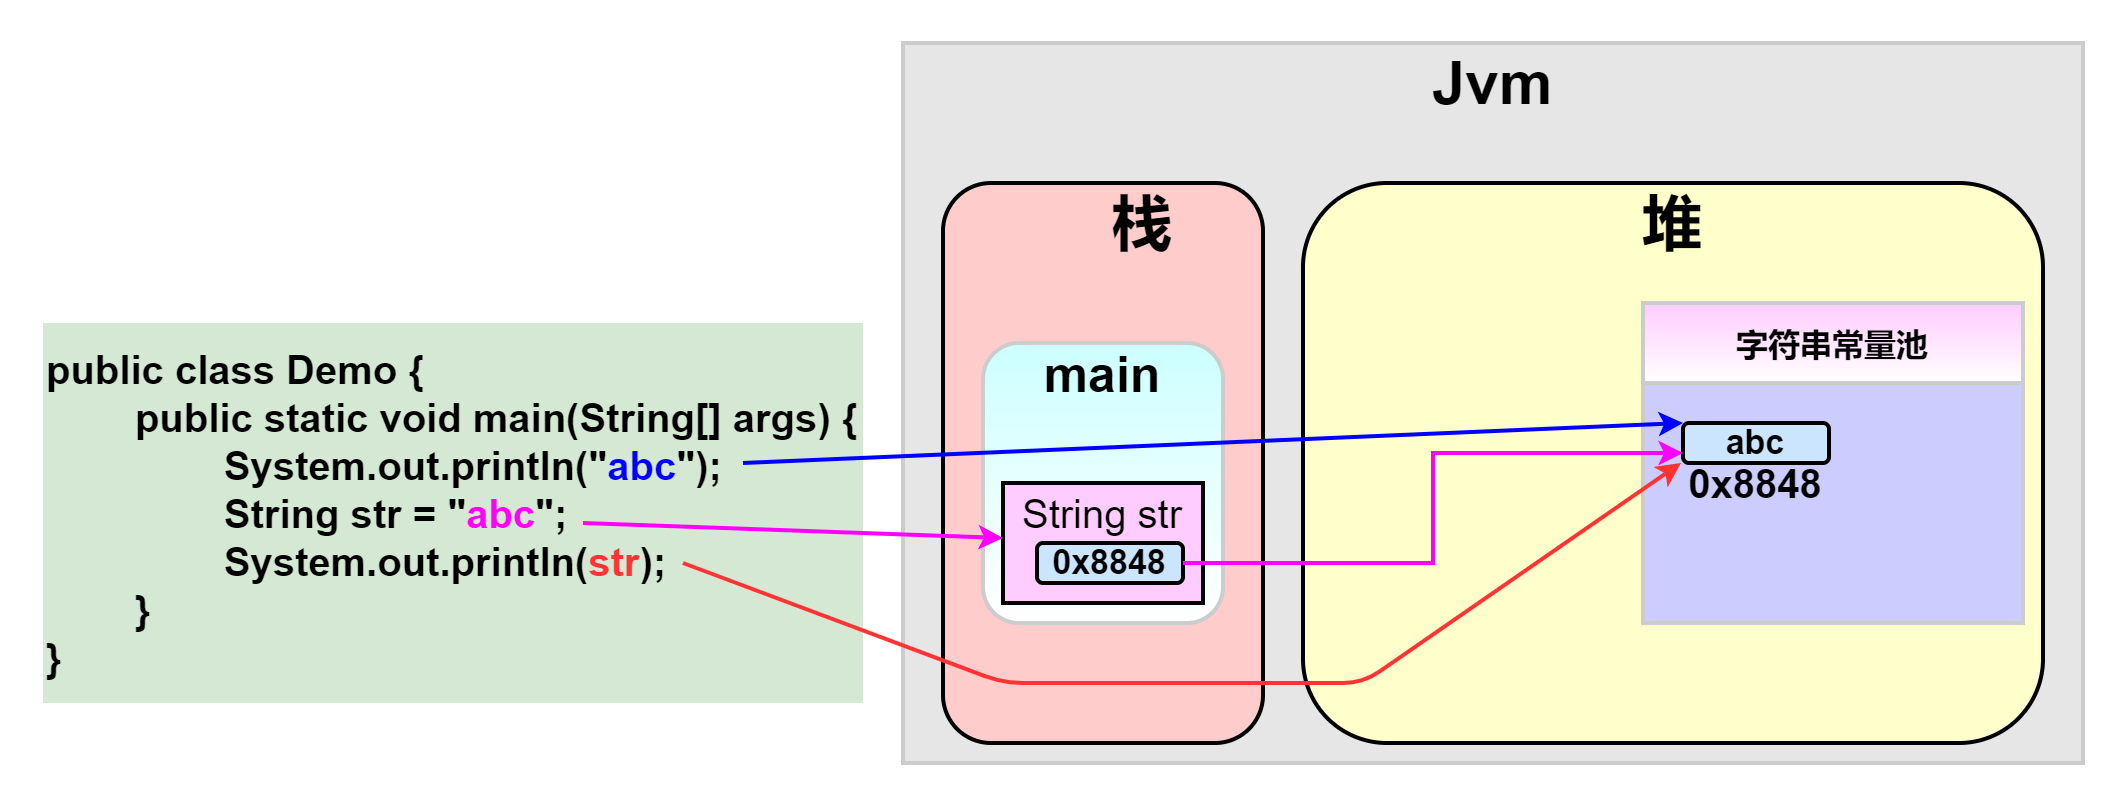 Jvm
栈
堆
public class Demo {
public static void main(String[] args) {
System.out.println("abc");
String str = "abc";
System.out.println(str);
}
}
main
String str
0x8848
字符串常量池
abc
0x8848